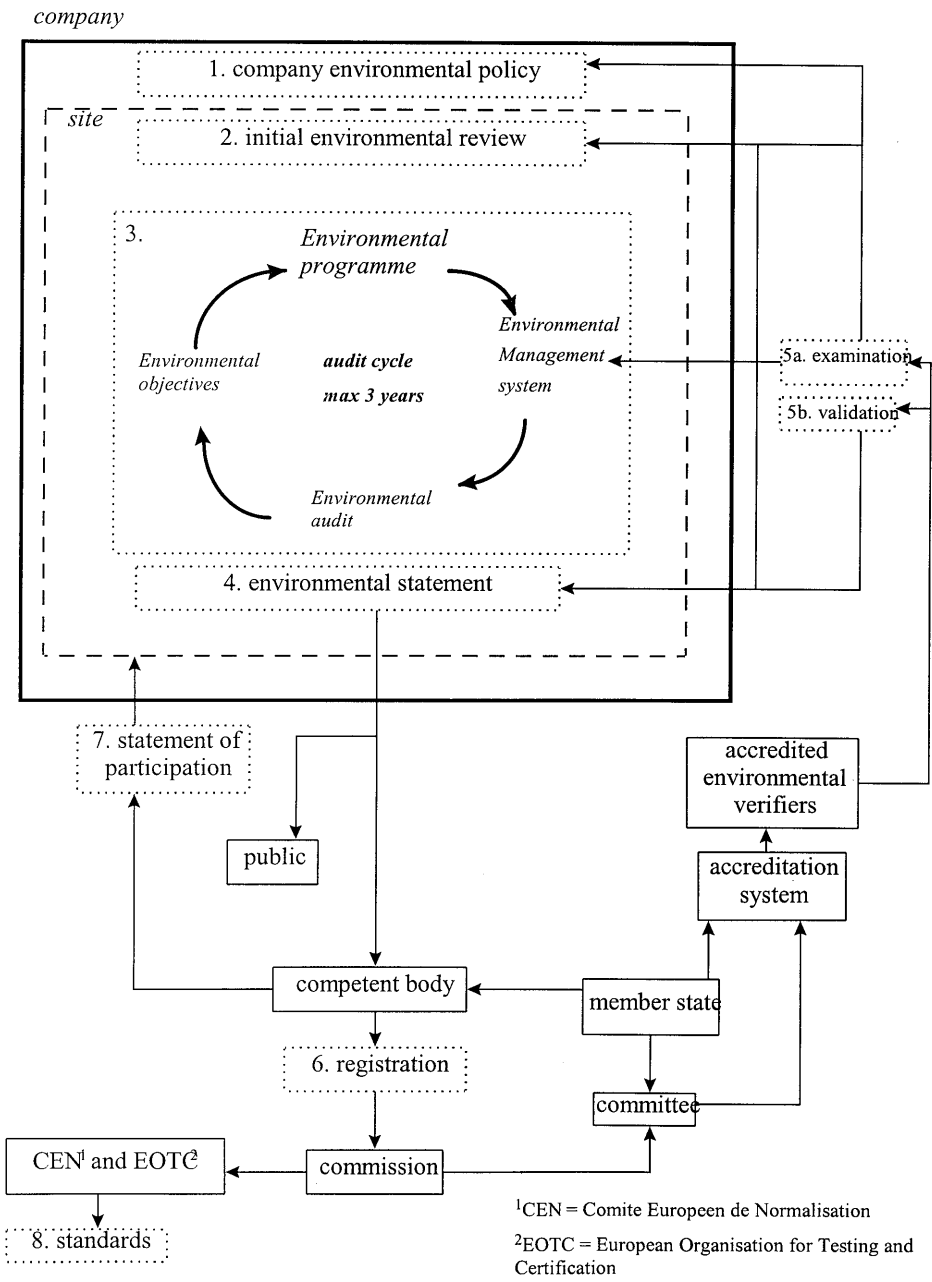 company
1. company environmental policy
site
2. initial environmental review
3.
Environmental
programme
Environmental
Management
system
Environmental
objectives
audit cycle
max 3 years
5a. examination
5b. validation
Environmental
audit
4. environmental statement
7. statement of
participation
accredited
environmental
verifiers
public
accreditation
system
competent body
member state
6. registration
committee
CEN¹ and EOTC²
commission
8. standards
¹CEN = Comite Europeen de Normalisation
²EOTC = European Organisation for Testing and
Certification